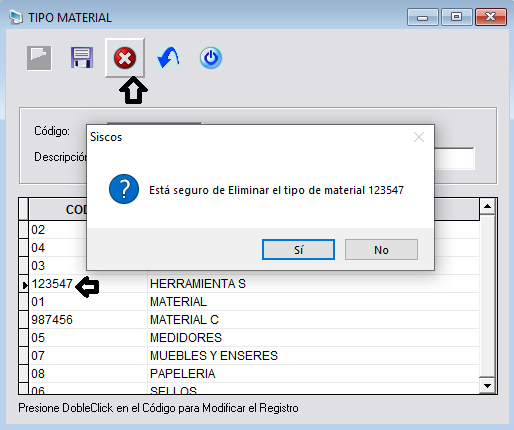 TIPO MATERIAL
Código:
Descripción
Siscos
Está seguro de Eliminar el tipo de material 123547
Sí No
COD
02
04
03
123547 HERRAMIENTA S
01 MATERIAL
987456 MATERIAL C
05 MEDIDORES
07 MUEBLES Y ENSERES
08 PAPELERIA
06 SELLOS
Presione DobleClick en el Código para Modificar el Registro